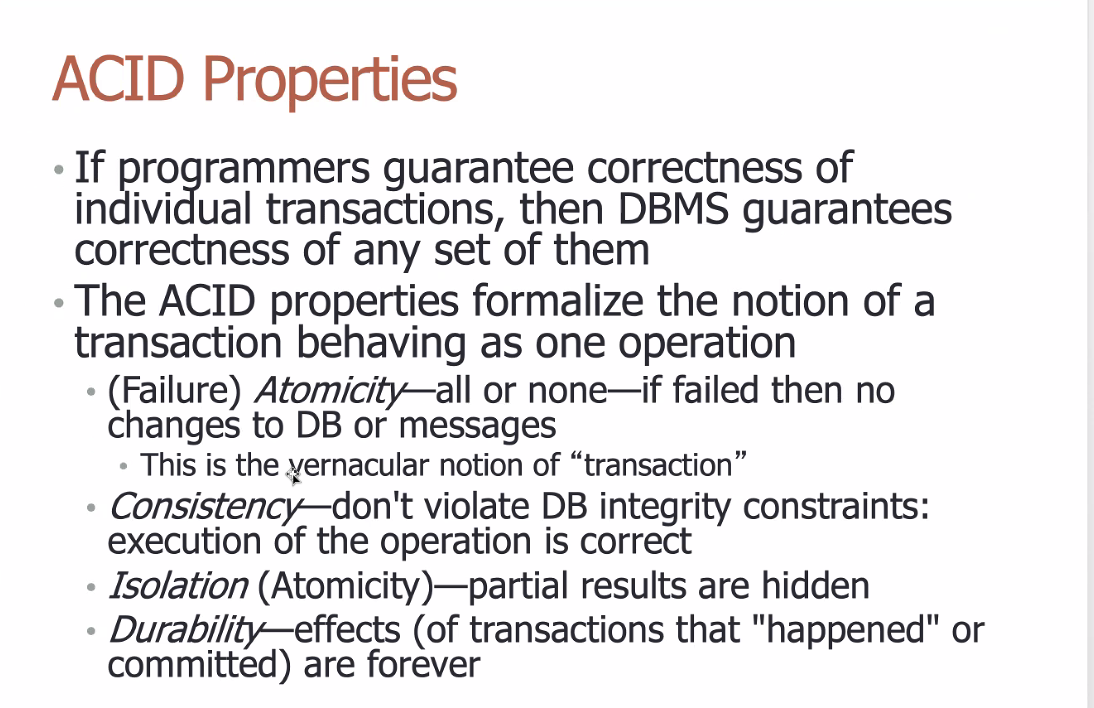 ACID Properties
• If programmers guarantee correctness of
individual transactions, then DBMS guarantees
correctness of any set of them
• The ACID properties formalize the notion of a
transaction behaving as one operation
• (Failure) Atomicity—all or none—if failed then no
changes to DB or messages
• This is the vernacular notion of “transaction”
• Consistency—don't violate DB integrity constraints:
execution of the operation is correct
• Isolation (Atomicity)—partial results are hidden
• Durability—effects (of transactions that "happened" or
committed) are forever